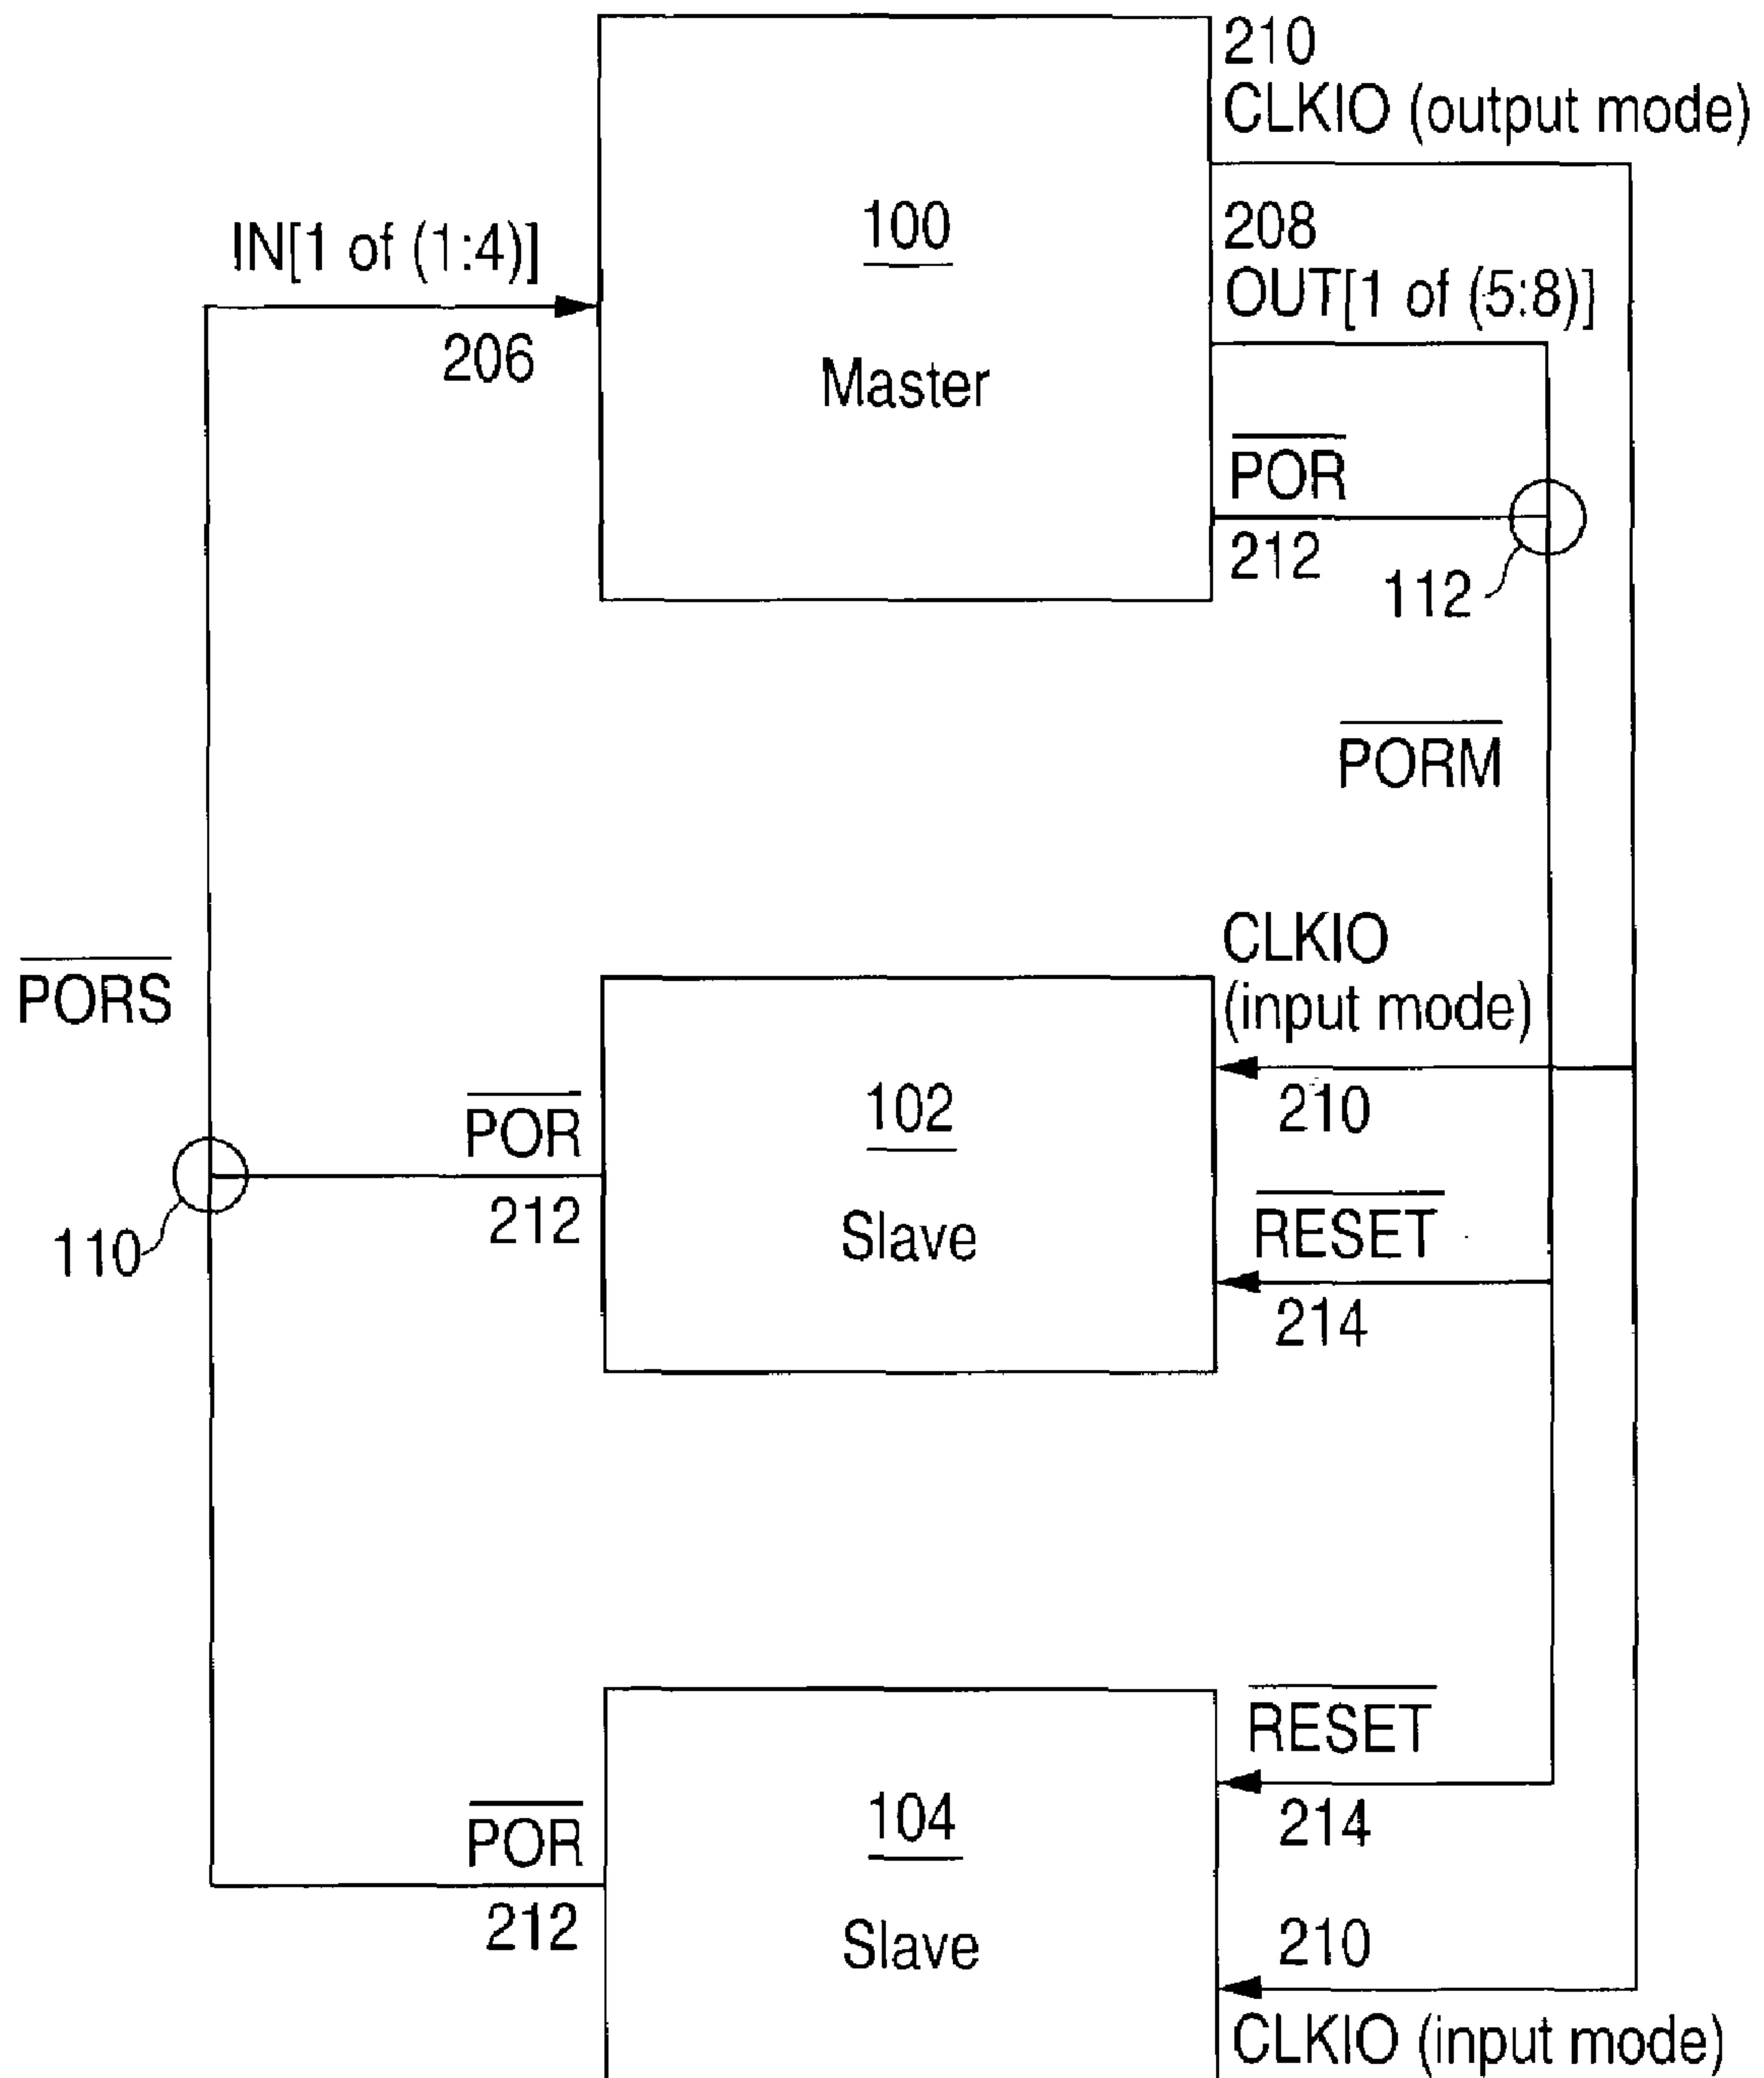 210
CLKIO (output mode)
100
208
IN[1 of (1:4)]
OUT[1 of (5:8)]
206
Master
POR
212
112
PORM
CLKIO
(input mode)
PORS
102
210
POR
212
RESET
110
Slave
214
RESET
104
214
POR
212
Slave
210
CLKIO (input mode)